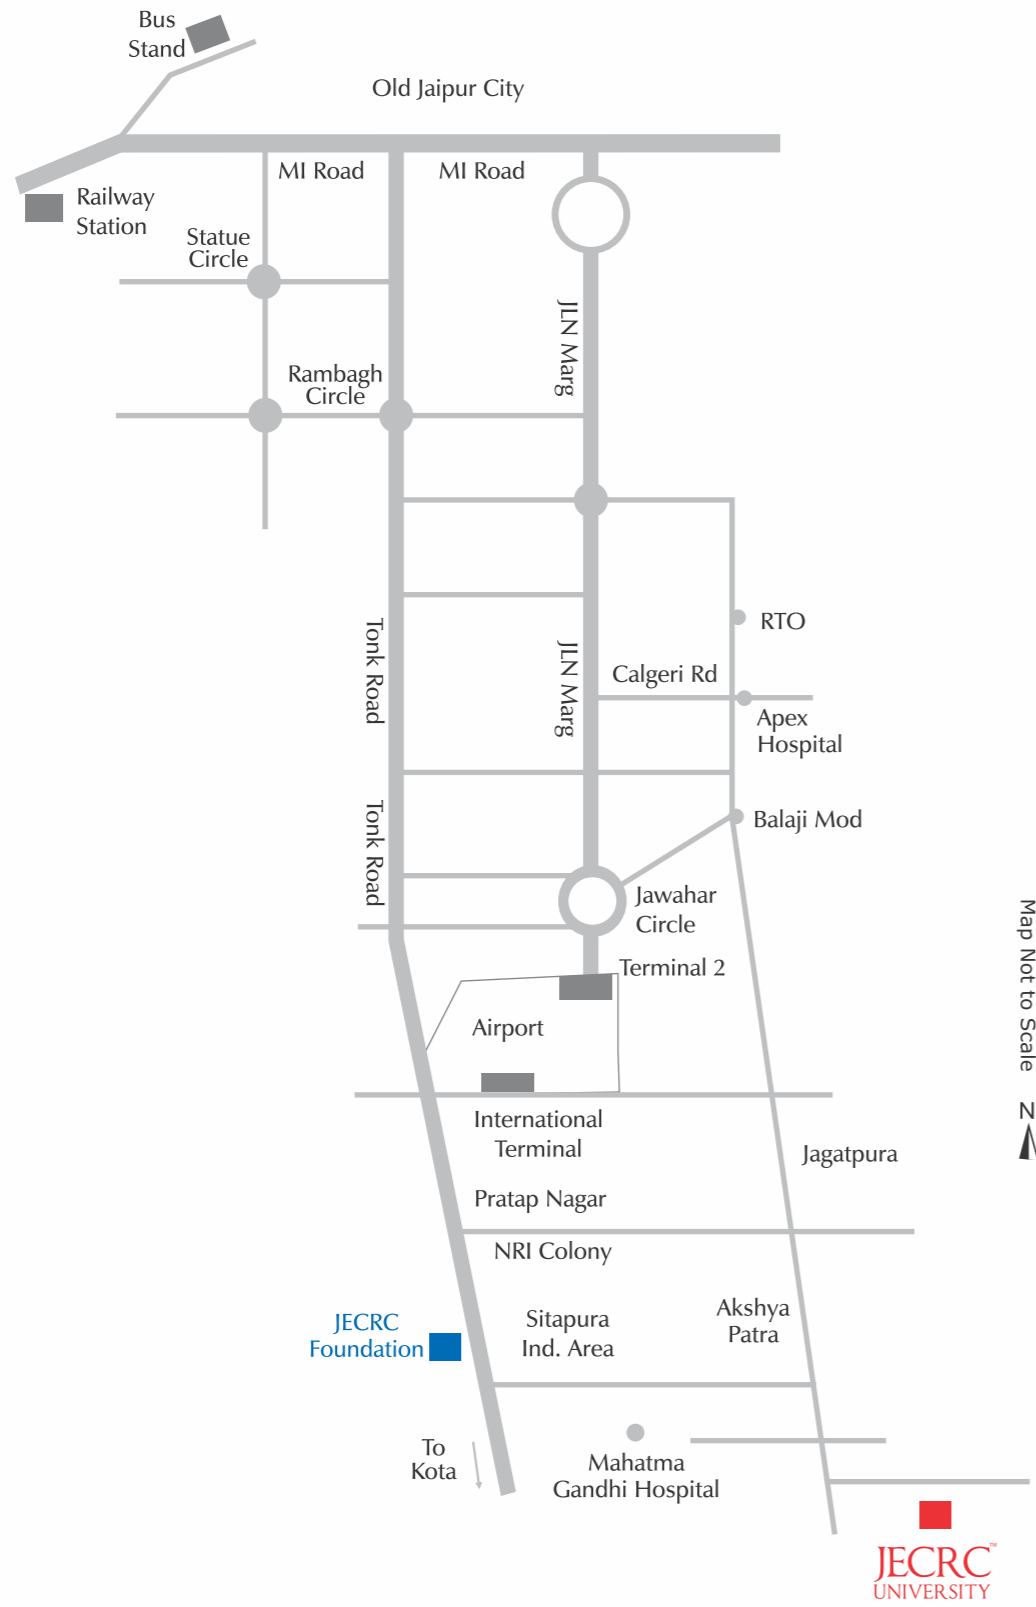 Bus
Stand
Old Jaipur City
MI Road
MI Road
Railway
Station
Statue
Circle
JLN Marg
Rambagh
Circle
RTO
Tonk Road
JLN Marg
Calgeri Rd
Apex
Hospital
Tonk Road
Balaji Mod
Jawahar
Circle
Map Not to Scale
Terminal 2
Airport
N
International
Terminal
Jagatpura
Pratap Nagar
NRI Colony
JECRC
Foundation
Sitapura
Ind. Area
Akshya
Patra
To
Kota
Mahatma
Gandhi Hospital
JECRC™
UNIVERSITY